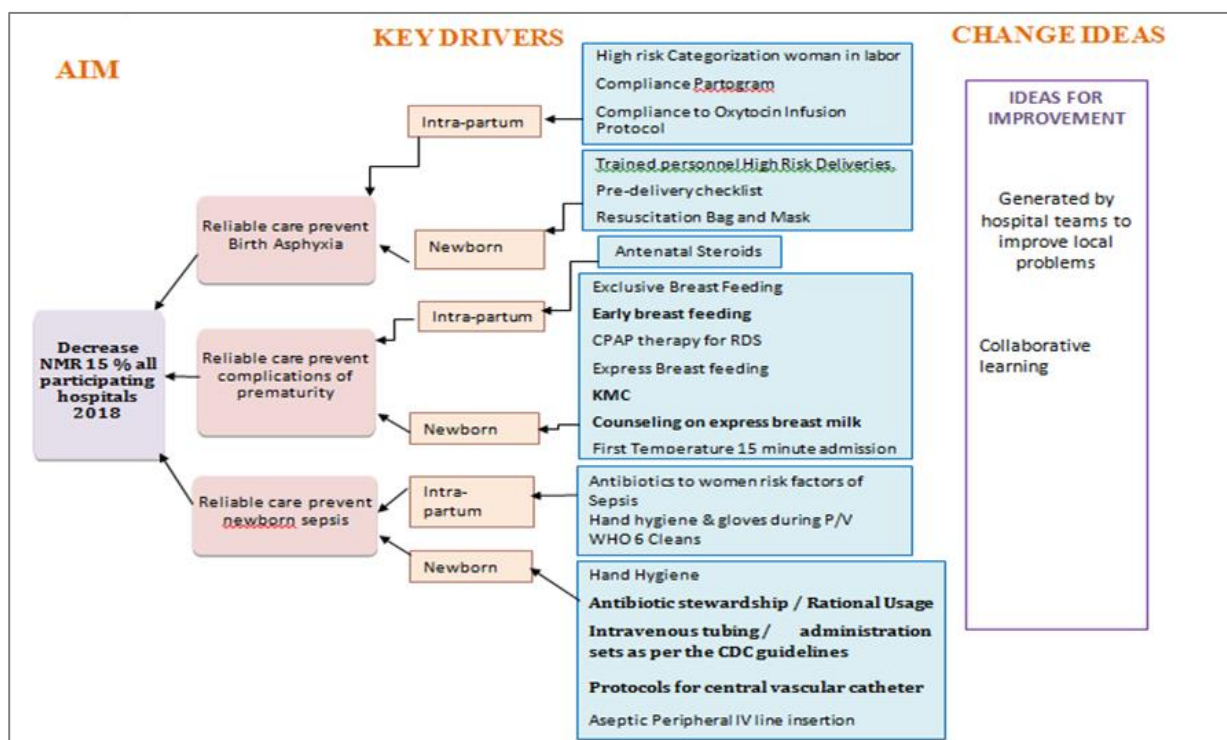 KEY DRIVERS
CHANGE IDEAS
AIM
High risk Categorization woman in labor
Compliance Partogram
Compliance to Oxytocin Infusion
Protocol
Intra-partum
Trained personnel High Risk Deliveries.
Pre-delivery checklist
Resuscitation Bag and Mask
Reliable care prevent
Birth Asphyxia
Newborn
Antenatal Steroids
Intra-partum
Exclusive Breast Feeding
Early breast feeding
CPAP therapy for RDS
Express Breast feeding
KMC
Counseling on express breast milk
First Temperature 15 minute admission
Decrease
NMR 15 % all
participating
hospitals
2018
Reliable care prevent
complications of
prematurity
Newborn
Reliable care prevent
newborn sepsis
Intra-
partum
Antibiotics to women risk factors of
Sepsis
Hand hygiene & gloves during P/V
WHO 6 Cleans
Newborn
Hand Hygiene
Antibiotic stewardship / Rational Usage
Intravenous tubing / administration
sets as per the CDC guidelines
Protocols for central vascular catheter
Aseptic Peripheral IV line insertion
IDEAS FOR
IMPROVEMENT
Generated by
hospital teams to
improve local
problems
Collaborative
learning